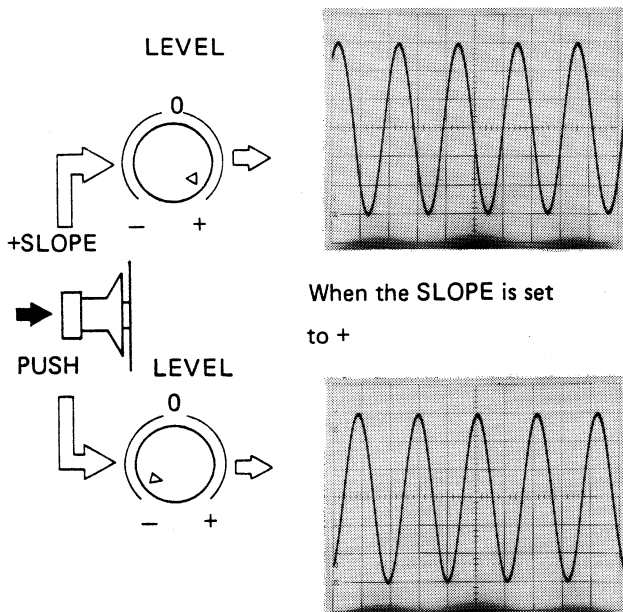 LEVEL
0
− +
+SLOPE
When the SLOPE is set
to +
PUSH
LEVEL
0
− +